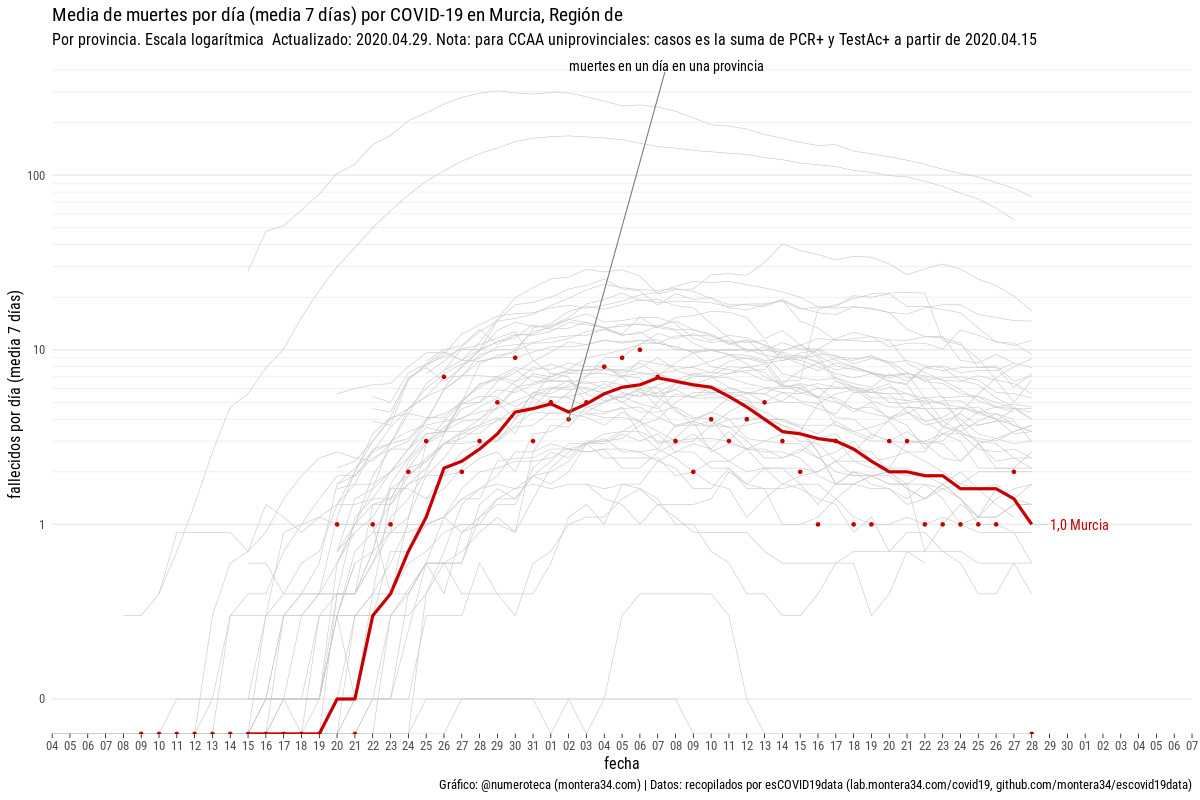 Media de muertes por día (media 7 días) por COVID-19 en Murcia, Región de
Por provincia. Escala logarítmica  Actualizado: 2020.04.29. Nota: para CCAA uniprovinciales: casos es la suma de PCR+ y TestAc+ a partir de 2020.04.15
muertes en un día en una provincia
fallecidos por día (media 7 días)
100
10
1
0
1,0 Murcia
04 05 06 07 08 09 10 11 12 13 14 15 16 17 18 19 20 21 22 23 24 25 26 27 28 29 30 31 01 02 03 04 05 06 07 08 09 10 11 12 13 14 15 16 17 18 19 20 21 22 23 24 25 26 27 28 29 30 01 02 03 04 05 06 07
fecha
Gráfico: @numeroteca (montera34.com) | Datos: recopilados por esCOVID19data (lab.montera34.com/covid19, github.com/montera34/escovid19data)